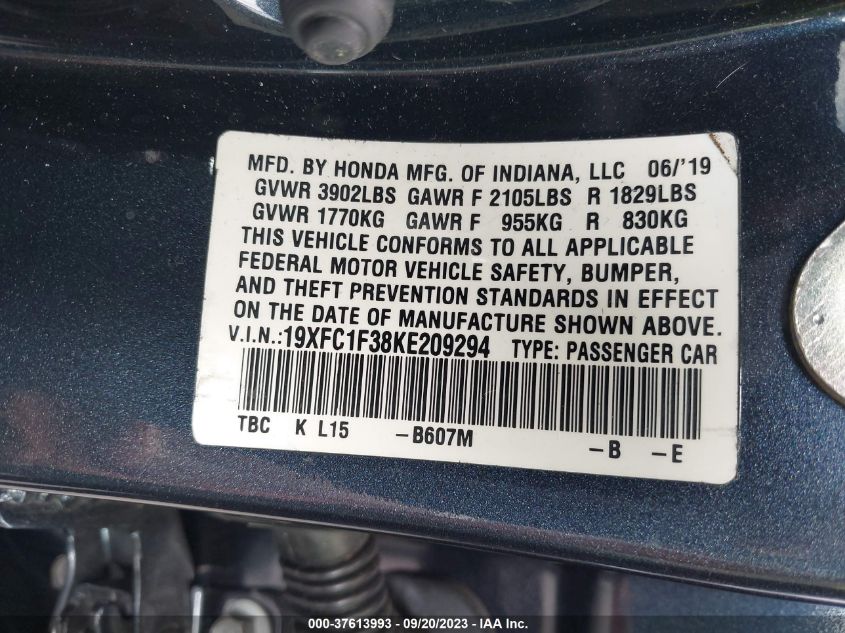 MFD. BY HONDA MFG. OF INDIANA, LLC 06/'19
GVWR 3902LBS GAWR F 2105LBS R 1829LBS
GVWR 1770KG GAWR F 955KG R 830KG
THIS VEHICLE CONFORMS TO ALL APPLICABLE
FEDERAL MOTOR VEHICLE SAFETY, BUMPER,
AND THEFT PREVENTION STANDARDS IN EFFECT
ON THE DATE OF MANUFACTURE SHOWN ABOVE.
V.I.N.:19XFC1F38KE209294 TYPE: PASSENGER CAR
TBC K L15 -B607M -B -E
000-37613993 - 09/20/2023 - IAAI, Inc.